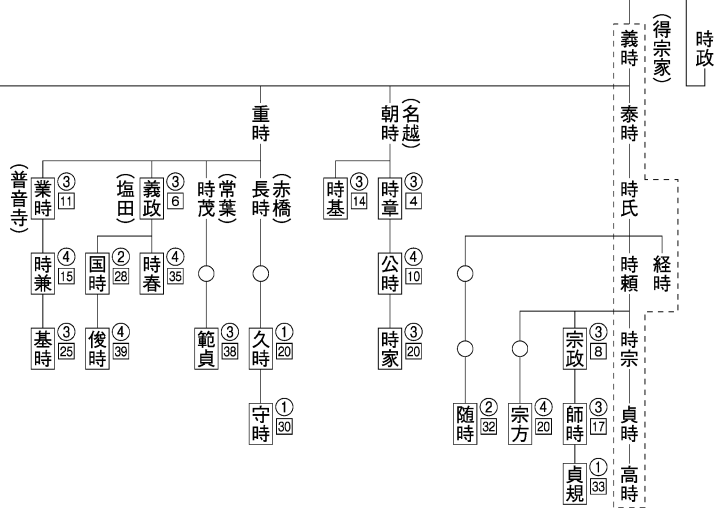 時政
(得宗家)
義時
泰時
時氏
経時
時頼
時宗
貞時
高時
③
8
宗政
③
17
師時
①
33
貞規
④
20
宗方
②
32
随時
(名越)
朝時
③
4
時章
④
10
公時
③
20
時家
③
14
時基
重時
(赤橋)
長時
①
20
久時
①
30
守時
(常葉)
時茂
③
38
範貞
③
6
義政
(塩田)
④
35
時春
②
28
国時
④
39
俊時
③
11
業時
(普音寺)
④
15
時兼
③
25
基時